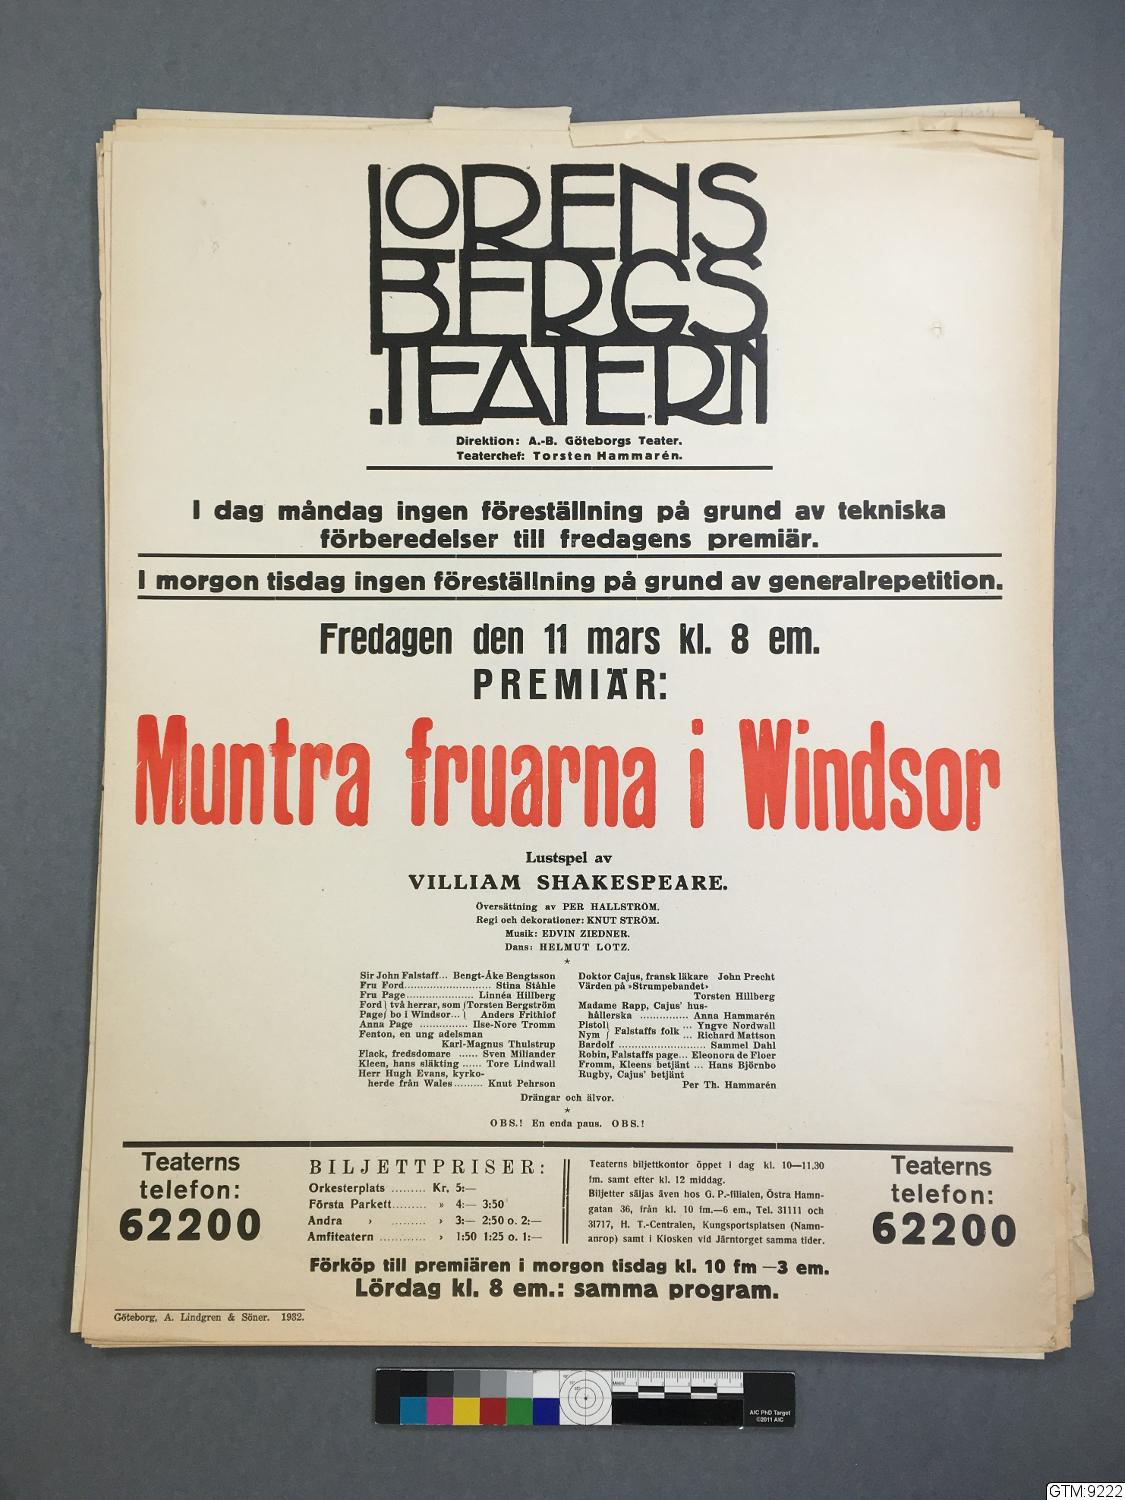 LORENS
BERGS
TEATERN
Direktion: A.-B. Göteborgs Teater.
Teaterchef: Torsten Hammarén.
I dag måndag ingen föreställning på grund av tekniska
förberedelser till fredagens premiär.
I morgon tisdag ingen föreställning på grund av generalrepetition.
Fredagen den 11 mars kl. 8 em.
PREMIÄR:
Muntra fruarna i Windsor
Lustspel av
VILLIAM SHAKESPEARE.
Översättning av PER HALLSTRÖM.
Regi och dekorationer: KNUT STRÖM.
Musik: EDVIN ZIEDNER.
Dans: HELMUT LOTZ.
*
Sir John Falstaff... Bengt-Åke Bengtsson
Fru Ford.......................... Stina Ståhle
Fru Page..................... Linnéa Hillberg
Ford } två herrar, som { Torsten Bergström
Page } bo i Windsor... { Anders Frithiof
Anna Page .............. Ilse-Nore Tromm
Fenton, en ung adelsman
Karl-Magnus Thulstrup
Flack, fredsdomare ...... Sven Miliander
Kleen, hans släkting ...... Tore Lindwall
Herr Hugh Evans, kyrko-
herde från Wales......... Knut Pehrson
Doktor Cajus, fransk läkare John Precht
Värden på »Strumpebandet»
Torsten Hillberg
Madame Rapp, Cajus' hus-
hållerska ............... Anna Hammarén
Pistol } Falstaffs folk ... Yngve Nordwall
Nym } ... Richard Mattson
Bardolf .......................... Sammel Dahl
Robin, Falstaffs page... Eleonora de Floer
Fromm, Kleens betjänt ... Hans Björnbo
Rugby, Cajus' betjänt
Per Th. Hammarén
Drängar och älvor.
*
OBS.! En enda paus. OBS.!
Teaterns
telefon:
62200
BILJETTPRISER:
Orkesterplats ......... Kr, 5:—
Första Parkett......... » 4:— 3:50
Andra » ......... » 3:— 2:50 o. 2:—
Amfiteatern ............ » 1:50 1:25 o. 1:—
Teaterns biljettkontor öppet i dag kl. 10—11,30
fm. samt efter kl. 12 middag.
Biljetter säljas även hos G. P.-filialen, Östra Hamn-
gatan 36, från kl. 10 fm.—6 em., Tel. 31111 och
31717, H. T.-Centralen, Kungsportsplatsen (Namn-
anrop) samt i Kiosken vid Järntorget samma tider.
Teaterns
telefon:
62200
Förköp till premiären i morgon tisdag kl. 10 fm —3 em.
Lördag kl. 8 em.: samma program.
Göteborg, A. Lindgren & Söner. 1932.
AIC PhD Target
©2011 AIC
GTM:9222